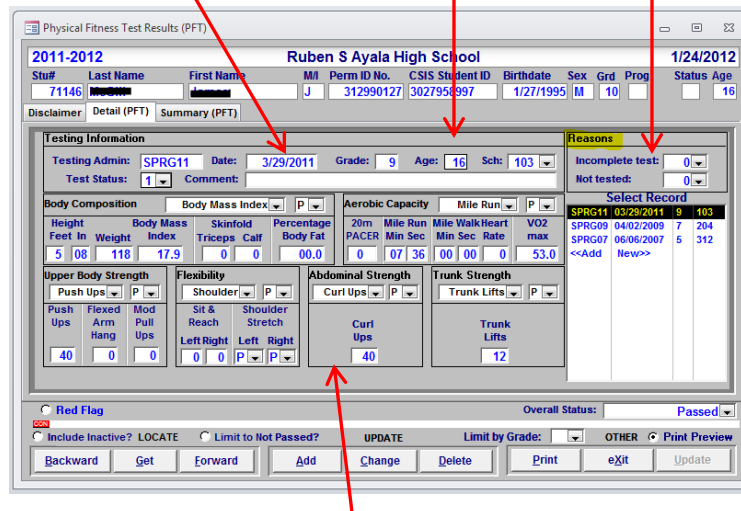 Physical Fitness Test Results (PFT)
2011-2012 Ruben S Ayala High School 1/24/2012
Stu# Last Name First Name M/I Perm ID No. CSIS Student ID Birthdate Sex Grd Prog Status Age
71146 J 312990127 3027958997 1/27/1995 M 10 16
Disclaimer Detail (PFT) Summary (PFT)
Testing Information Reasons
Testing Admin: SPRG11 Date: 3/29/2011 Grade: 9 Age: 16 Sch: 103 Incomplete test: 0
Test Status: 1 Comment: Not tested: 0
Select Record
SPRG11 03/29/2011 9 103
SPRG09 04/02/2009 7 204
SPRG07 06/06/2007 5 312
<<Add New>>
Body Composition Body Mass Index P Aerobic Capacity Mile Run P
Height Body Mass Skinfold Percentage 20m Mile Run Mile Walk Heart VO2
Feet In Weight Index Triceps Calf Body Fat PACER Min Sec Min Sec Rate max
5 08 118 17.9 0 0 00.0 0 07 36 00 00 0 53.0
Upper Body Strength Flexibility Abdominal Strength Trunk Strength
Push Ups P Shoulder P Curl Ups P Trunk Lifts P
Push Flexed Mod Sit & Shoulder
Ups Arm Pull Reach Stretch Curl Trunk
Hang Ups Left Right Left Right Ups Lifts
40 0 0 0 0 P P 40 12
Red Flag Overall Status: Passed
CON
Include Inactive? LOCATE Limit to Not Passed? UPDATE Limit by Grade: OTHER Print Preview
Backward Get Forward Add Change Delete Print eXit Update